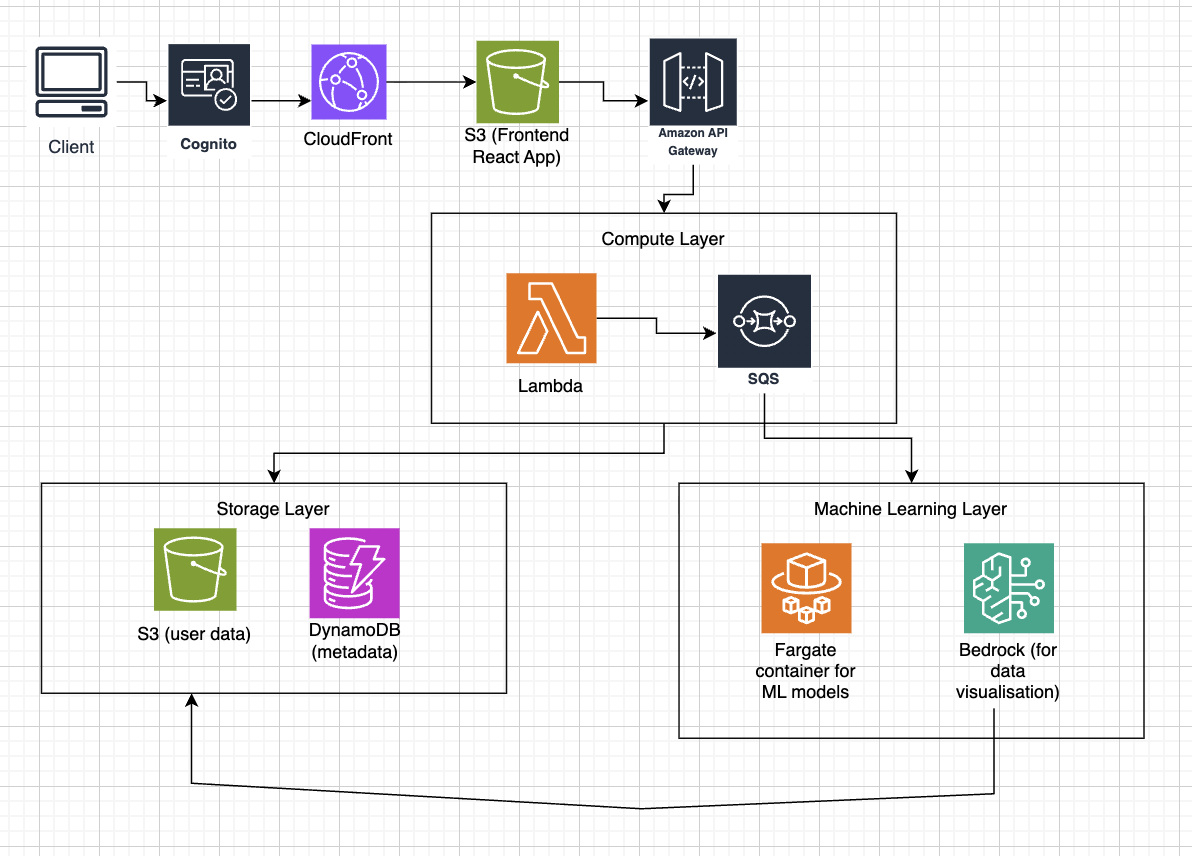 Client
Cognito
CloudFront
S3 (Frontend
React App)
Amazon API
Gateway
Compute Layer
Lambda
SQS
Storage Layer
S3 (user data)
DynamoDB
(metadata)
Machine Learning Layer
Fargate
container for
ML models
Bedrock (for
data
visualisation)